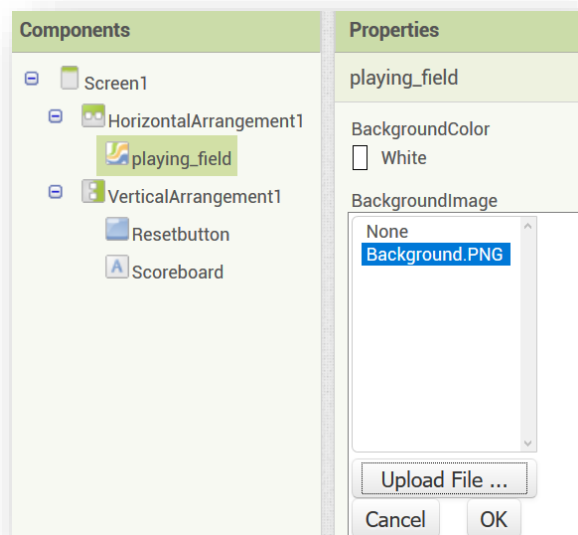 Components
Screen1
HorizontalArrangement1
playing_field
VerticalArrangement1
Resetbutton
A Scoreboard
Properties
playing_field
BackgroundColor
White
BackgroundImage
None
Background.PNG
Upload File ...
Cancel OK